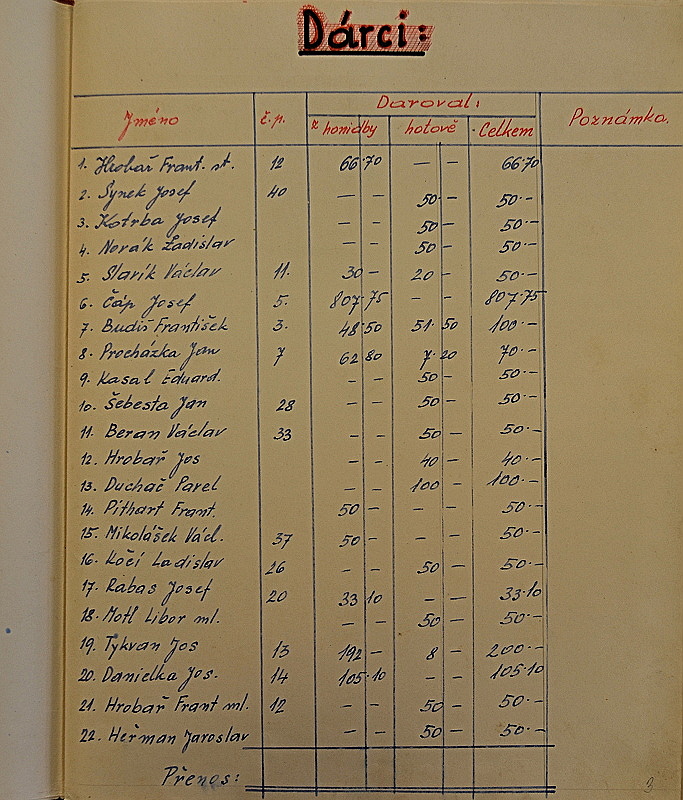 Dárci:
Daroval:
Jméno č.p. z honidby hotově Celkem Poznámka.
1. Hrobař Frant. st. 12 66·70 — — 66·70
2. Synek Josef 40 — — 50·— 50·—
3. Kotrba Josef — — 50·— 50·—
4. Novák Ladislav — — 50 — 50·—
5. Slavík Václav 11. 30 — 20 — 50·—
6. Čáp Josef 5. 807·75 — — 807·75
7. Budiš František 3. 48·50 51·50 100·—
8. Procházka Jan 7 62 80 7·20 70·—
9. Kasal Eduard. — — 50·— 50·—
10. Šebesta Jan 28 — — 50 — 50·—
11. Beran Václav 33 — — 50 — 50·—
12. Hrobař Jos — — 40 — 40·—
13. Duchač Pavel — — 100 — 100·—
14. Pithart Frant. 50 — — — 50·—
15. Mikolášek Václ. 37 50 — — — 50·—
16. Kočí Ladislav 26 — — 50 — 50·—
17. Rabas Josef 20 33 10 — — 33·10
18. Motl Libor ml. — — 50 — 50·—
19. Tykvan Jos 13 192 — 8 — 200·—
20. Danielka Jos. 14 105·10 — — 105·10
21. Hrobař Frant ml. 12 — — 50 — 50·—
22. Heřman Jaroslav — — 50 — 50·—
Přenos:
3